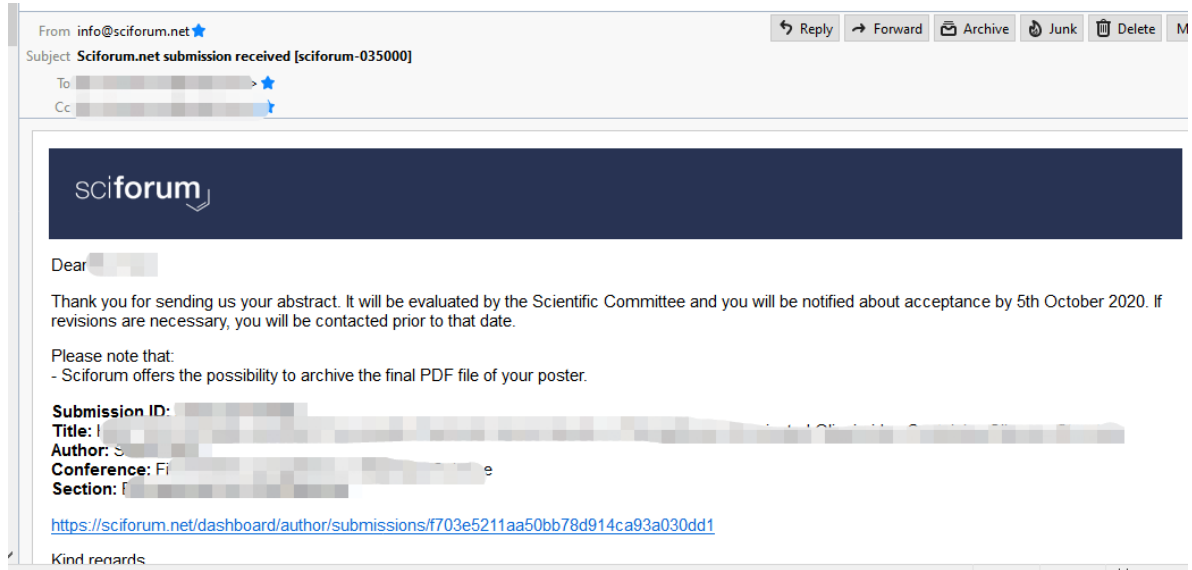 From info@sciforum.net
Reply Forward Archive Junk Delete M
Subject Sciforum.net submission received [sciforum-035000]
To >
Cc
sciforum
Dear
Thank you for sending us your abstract. It will be evaluated by the Scientific Committee and you will be notified about acceptance by 5th October 2020. If
revisions are necessary, you will be contacted prior to that date.
Please note that:
- Sciforum offers the possibility to archive the final PDF file of your poster.
Submission ID:
Title:
Author: S
Conference: Fi e
Section:
https://sciforum.net/dashboard/author/submissions/f703e5211aa50bb78d914ca93a030dd1
Kind regards